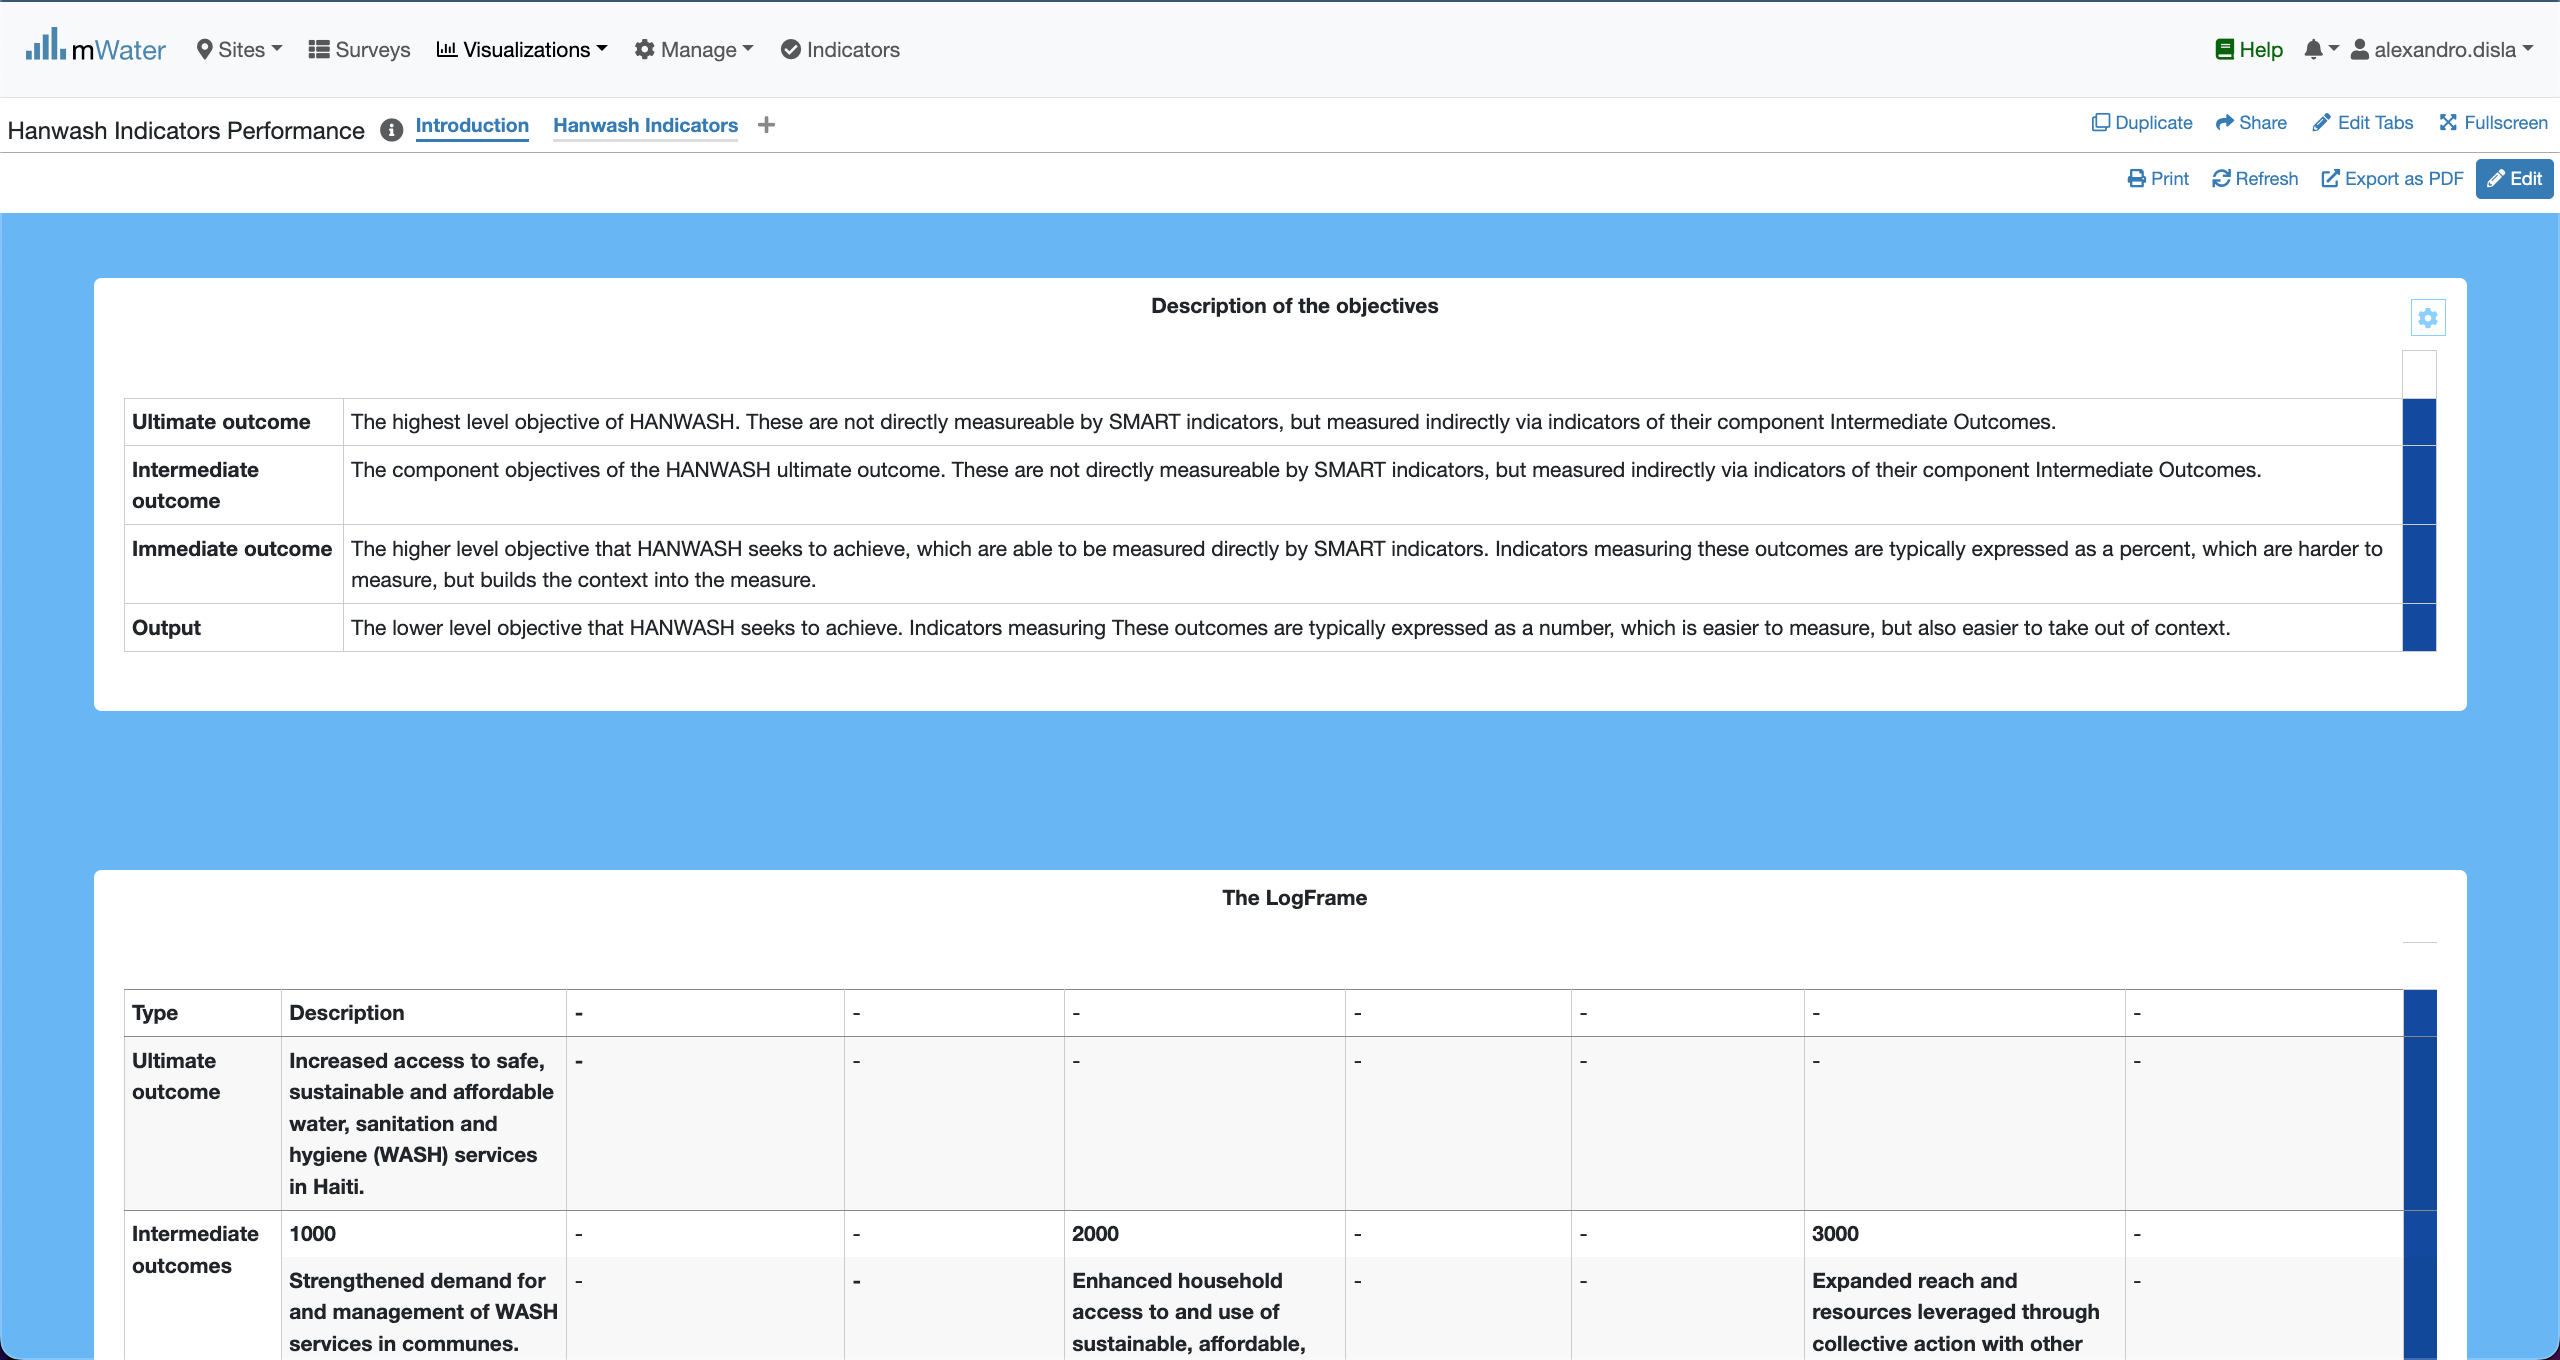 mWater Sites Surveys Visualizations Manage Indicators Help alexandro.disla
Hanwash Indicators Performance Introduction Hanwash Indicators + Duplicate Share Edit Tabs Fullscreen
Print Refresh Export as PDF Edit
Description of the objectives
Ultimate outcome The highest level objective of HANWASH. These are not directly measureable by SMART indicators, but measured indirectly via indicators of their component Intermediate Outcomes.
Intermediate The component objectives of the HANWASH ultimate outcome. These are not directly measureable by SMART indicators, but measured indirectly via indicators of their component Intermediate Outcomes.
outcome
Immediate outcome The higher level objective that HANWASH seeks to achieve, which are able to be measured directly by SMART indicators. Indicators measuring these outcomes are typically expressed as a percent, which are harder to
measure, but builds the context into the measure.
Output The lower level objective that HANWASH seeks to achieve. Indicators measuring These outcomes are typically expressed as a number, which is easier to measure, but also easier to take out of context.
The LogFrame
Type Description - - - - - - -
Ultimate Increased access to safe, - - - - - - -
outcome sustainable and affordable
water, sanitation and
hygiene (WASH) services
in Haiti.
Intermediate 1000 - - 2000 - - 3000 -
outcomes
Strengthened demand for - - Enhanced household - - Expanded reach and -
and management of WASH access to and use of resources leveraged through
services in communes. sustainable, affordable, collective action with other